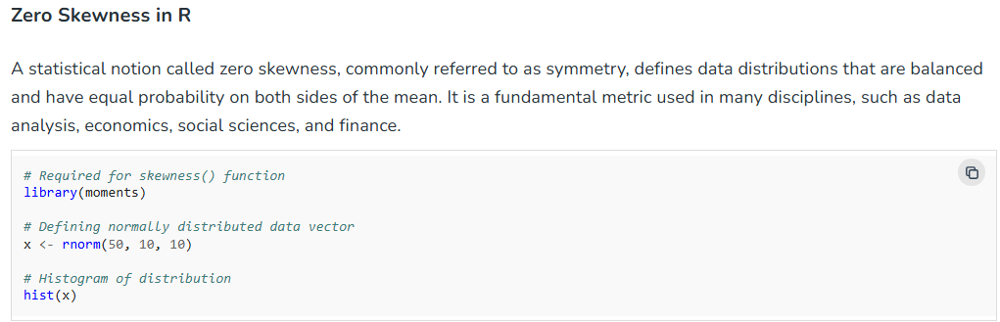 Zero Skewness in R
A statistical notion called zero skewness, commonly referred to as symmetry, defines data distributions that are balanced
and have equal probability on both sides of the mean. It is a fundamental metric used in many disciplines, such as data
analysis, economics, social sciences, and finance.
# Required for skewness() function
library(moments)
# Defining normally distributed data vector
x <- rnorm(50, 10, 10)
# Histogram of distribution
hist(x)